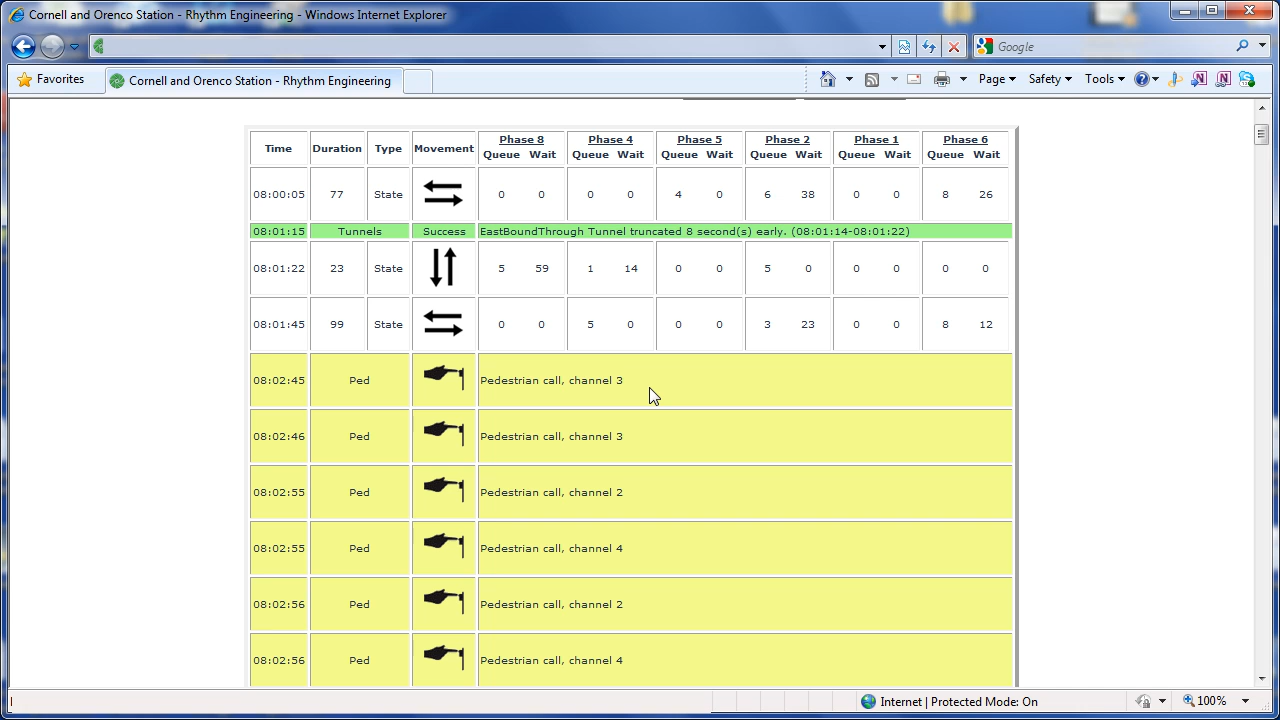 Cornell and Orenco Station - Rhythm Engineering - Windows Internet Explorer
Google
Favorites
Cornell and Orenco Station - Rhythm Engineering
Page
Safety
Tools
Time Duration Type Movement Phase 8 Phase 4 Phase 5 Phase 2 Phase 1 Phase 6
Queue Wait Queue Wait Queue Wait Queue Wait Queue Wait Queue Wait
08:00:05 77 State 0 0 0 0 4 0 6 38 0 0 8 26
08:01:15 Tunnels Success EastBoundThrough Tunnel truncated 8 second(s) early. (08:01:14-08:01:22)
08:01:22 23 State 5 59 1 14 0 0 5 0 0 0 0 0
08:01:45 99 State 0 0 5 0 0 0 3 23 0 0 8 12
08:02:45 Ped Pedestrian call, channel 3
08:02:46 Ped Pedestrian call, channel 3
08:02:55 Ped Pedestrian call, channel 2
08:02:55 Ped Pedestrian call, channel 4
08:02:56 Ped Pedestrian call, channel 2
08:02:56 Ped Pedestrian call, channel 4
Internet | Protected Mode: On
100%